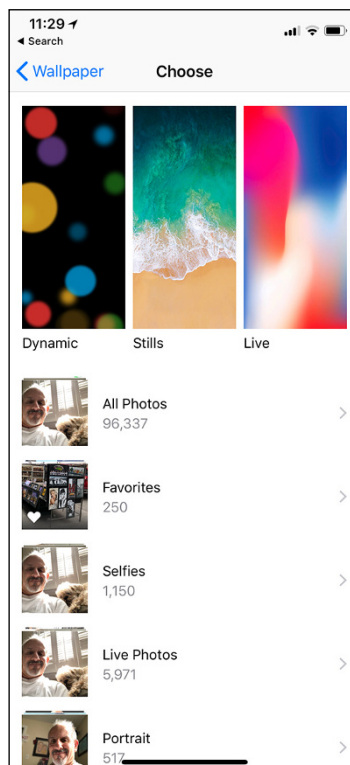 11:29
Search
Wallpaper
Choose
Dynamic
Stills
Live
All Photos
96,337
Favorites
250
Selfies
1,150
Live Photos
5,971
Portrait
517